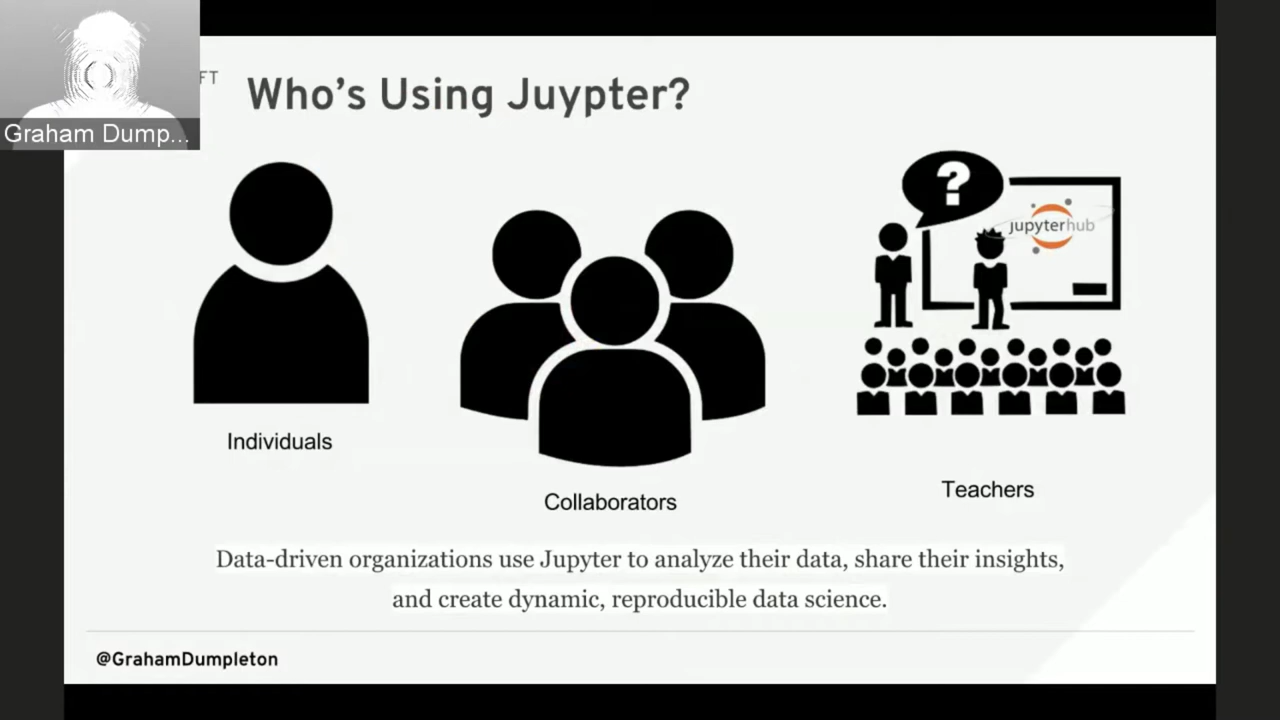 FT
Who's Using Juypter?
Graham Dump...
?
jupyterhub
Individuals
Collaborators
Teachers
Data-driven organizations use Jupyter to analyze their data, share their insights,
and create dynamic, reproducible data science.
@GrahamDumpleton